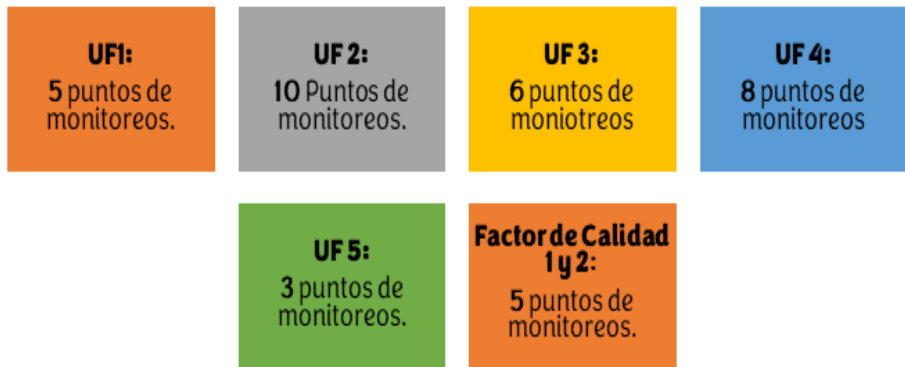 UF1:
5 puntos de
monitoreos.
UF 2:
10 Puntos de
monitoreos.
UF 3:
6 puntos de
moniotreos
UF 4:
8 puntos de
monitoreos
UF 5:
3 puntos de
monitoreos.
Factor de Calidad
1 y 2:
5 puntos de
monitoreos.